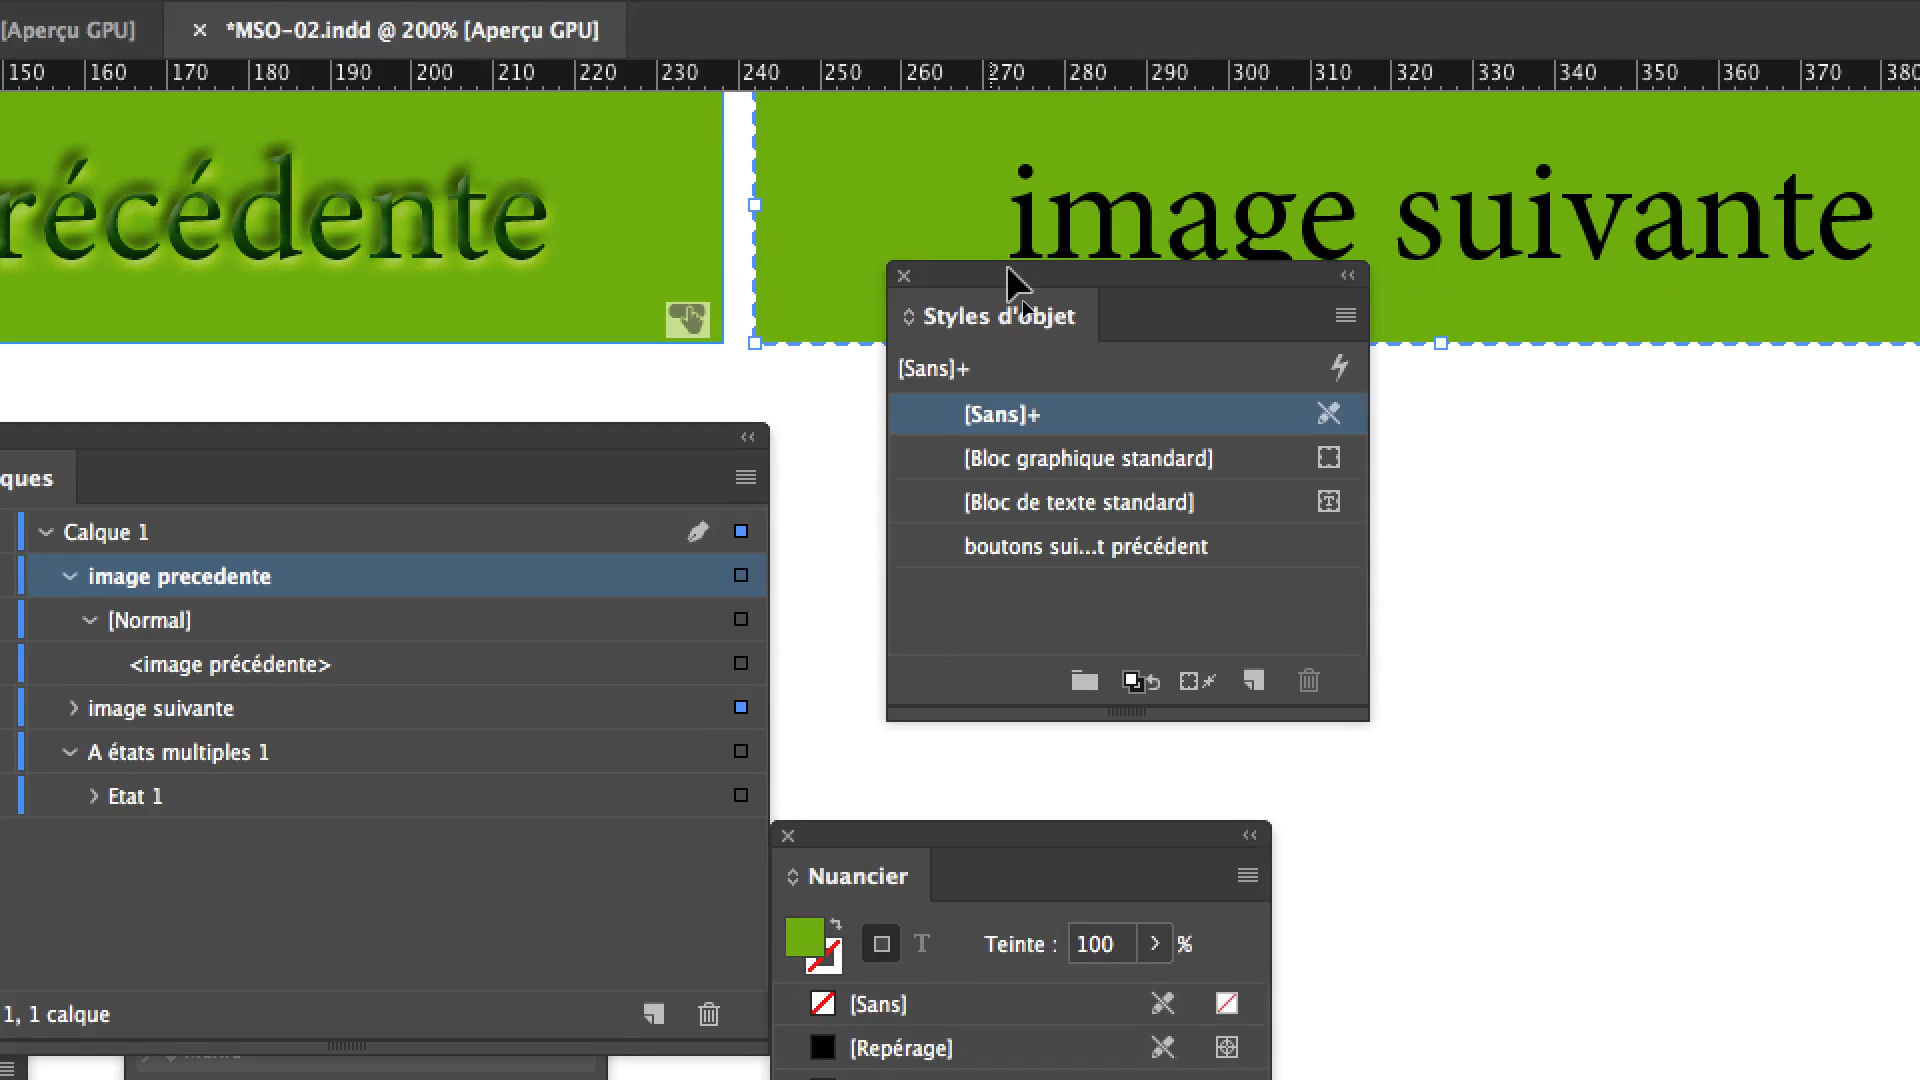 [Aperçu GPU]
*MSO-02.indd @ 200% [Aperçu GPU]
150 160 170 180 190 200 210 220 230 240 250 260 270 280 290 300 310 320 330 340 350 360 370 380
récédente
image suivante
Styles d'objet
[Sans]+
[Sans]+
[Bloc graphique standard]
[Bloc de texte standard]
boutons sui...t précédent
ques
Calque 1
image precedente
[Normal]
<image précédente>
image suivante
A états multiples 1
Etat 1
1, 1 calque
Nuancier
T
Teinte : 100 %
[Sans]
[Repérage]